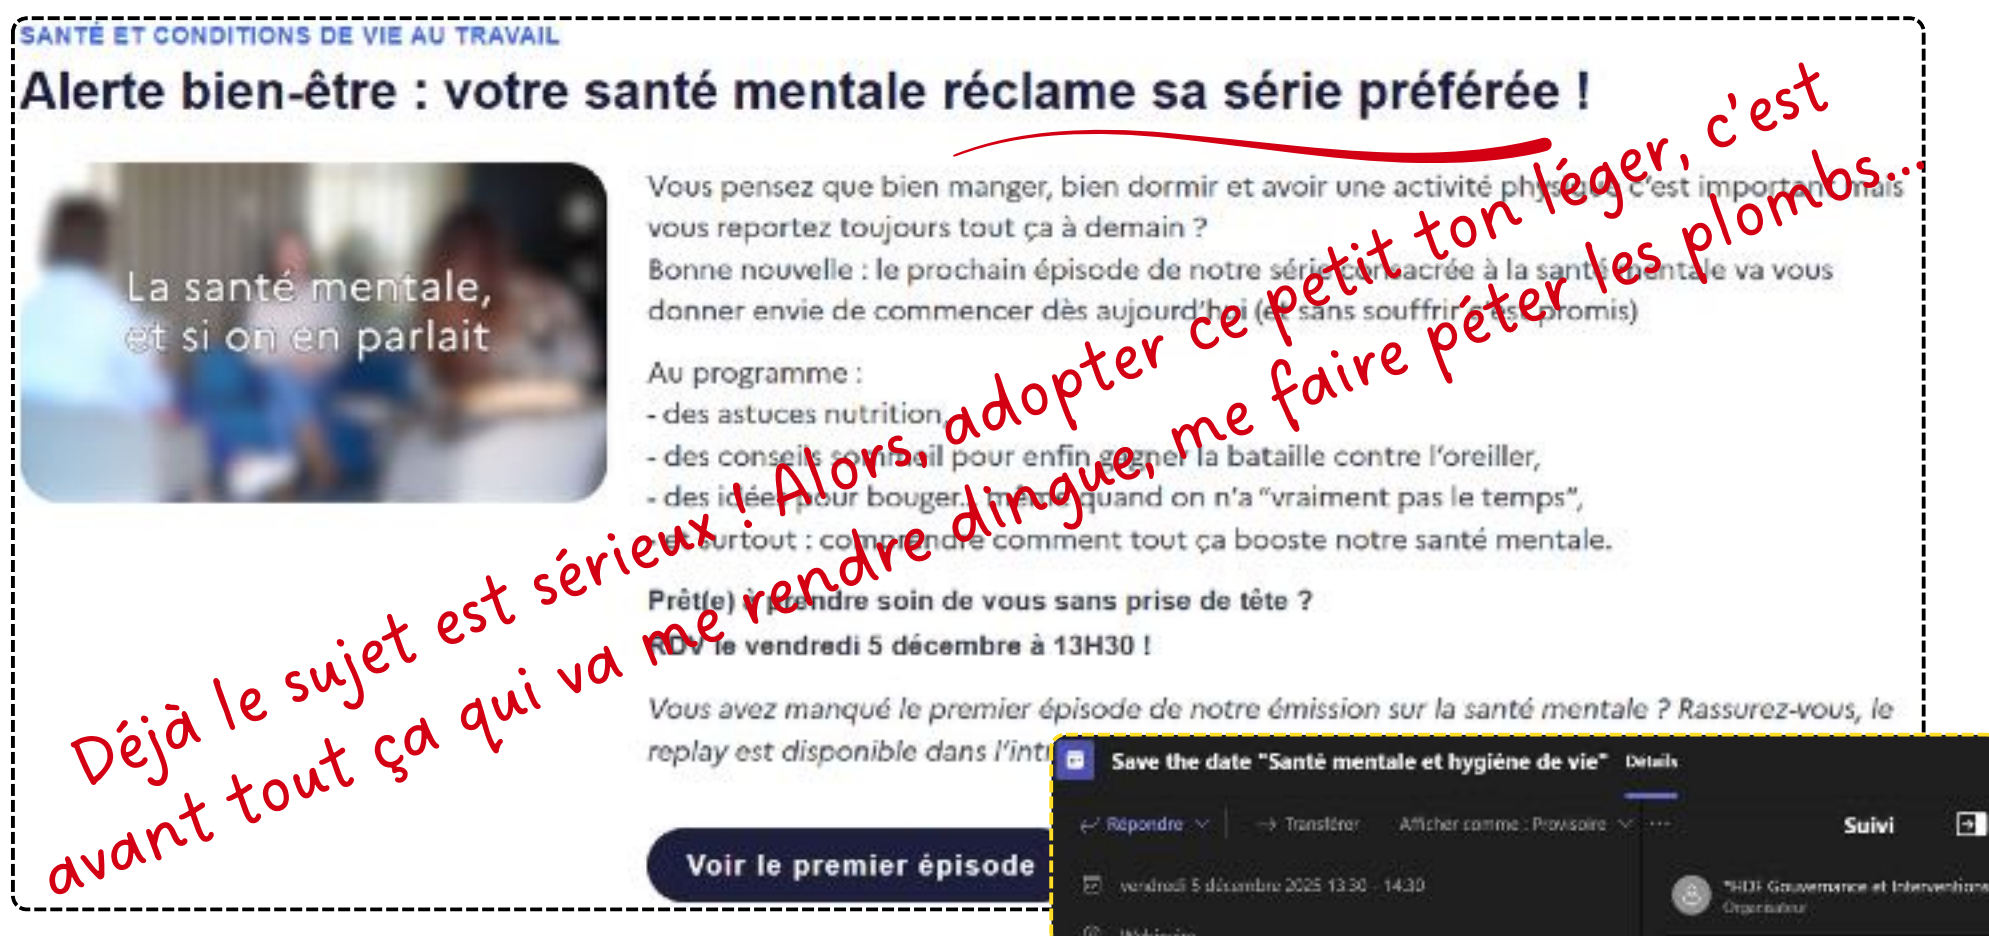 SANTÉ ET CONDITIONS DE VIE AU TRAVAIL
Alerte bien-être : votre santé mentale réclame sa série préférée !
La santé mentale,
et si on en parlait
Vous pensez que bien manger, bien dormir et avoir une activité physique c'est important mais
vous reportez toujours tout ça à demain ?
Bonne nouvelle : le prochain épisode de notre série consacrée à la santé mentale va vous
donner envie de commencer dès aujourd'hui (et sans souffrir c'est promis)
Au programme :
- des astuces nutrition,
- des conseils sommeil pour enfin gagner la bataille contre l'oreiller,
- des idées pour bouger... même quand on n'a "vraiment pas le temps",
- et surtout : comprendre comment tout ça booste notre santé mentale.
Prêt(e) à prendre soin de vous sans prise de tête ?
RDV le vendredi 5 décembre à 13H30 !
Vous avez manqué le premier épisode de notre émission sur la santé mentale ? Rassurez-vous, le
replay est disponible dans l'intr
Voir le premier épisode
Déjà le sujet est sérieux ! Alors, adopter ce petit ton léger, c'est
avant tout ça qui va me rendre dingue, me faire péter les plombs...
Save the date "Santé mentale et hygiène de vie" Détails
Répondre Transférer Afficher comme : Provisoire ...
Suivi
vendredi 5 décembre 2025 13:30 - 14:30
*HDF Gouvernance et Interventions
Organisateur
Webinaire